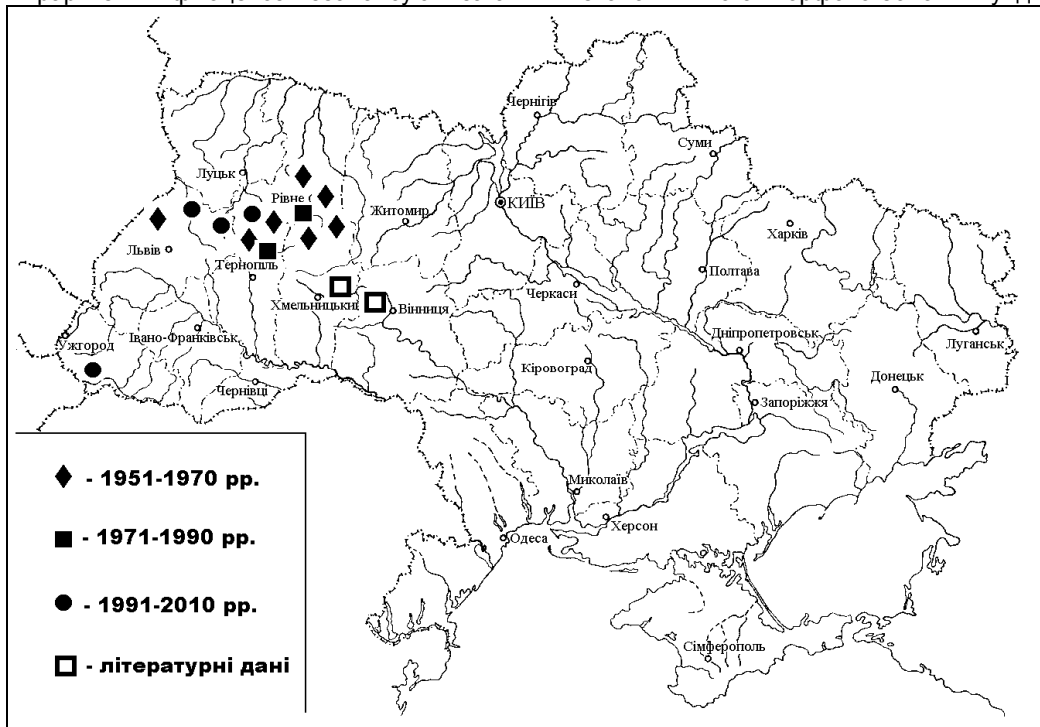 Чернігів
Суми
Луцьк
Рівне
КИЇВ
Житомир
Харків
Львів
Тернопіль
Полтава
Хмельницький
Вінниця
Черкаси
Ужгород
Івано-Франківськ
Дніпропетровськ
Луганськ
Кіровоград
Донецьк
Чернівці
Запоріжжя
Миколаїв
Херсон
Одеса
Сімферополь
- 1951-1970 рр.
- 1971-1990 рр.
- 1991-2010 рр.
- літературні дані